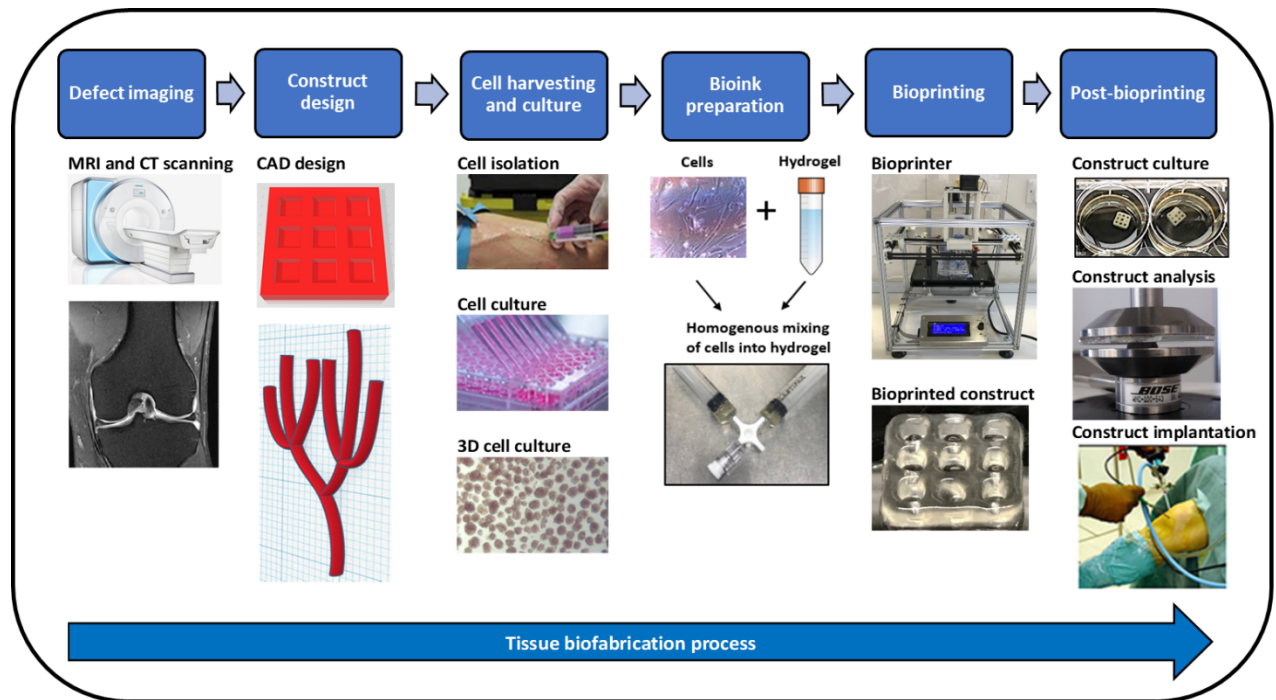 Defect imaging
Construct
design
Cell harvesting
and culture
Bioink
preparation
Bioprinting
Post-bioprinting
MRI and CT scanning
CAD design
Cell isolation
Cell culture
3D cell culture
Cells
Hydrogel
+
Homogenous mixing
of cells into hydrogel
Bioprinter
Bioprinted construct
Construct culture
Construct analysis
BOSE
Construct implantation
Tissue biofabrication process